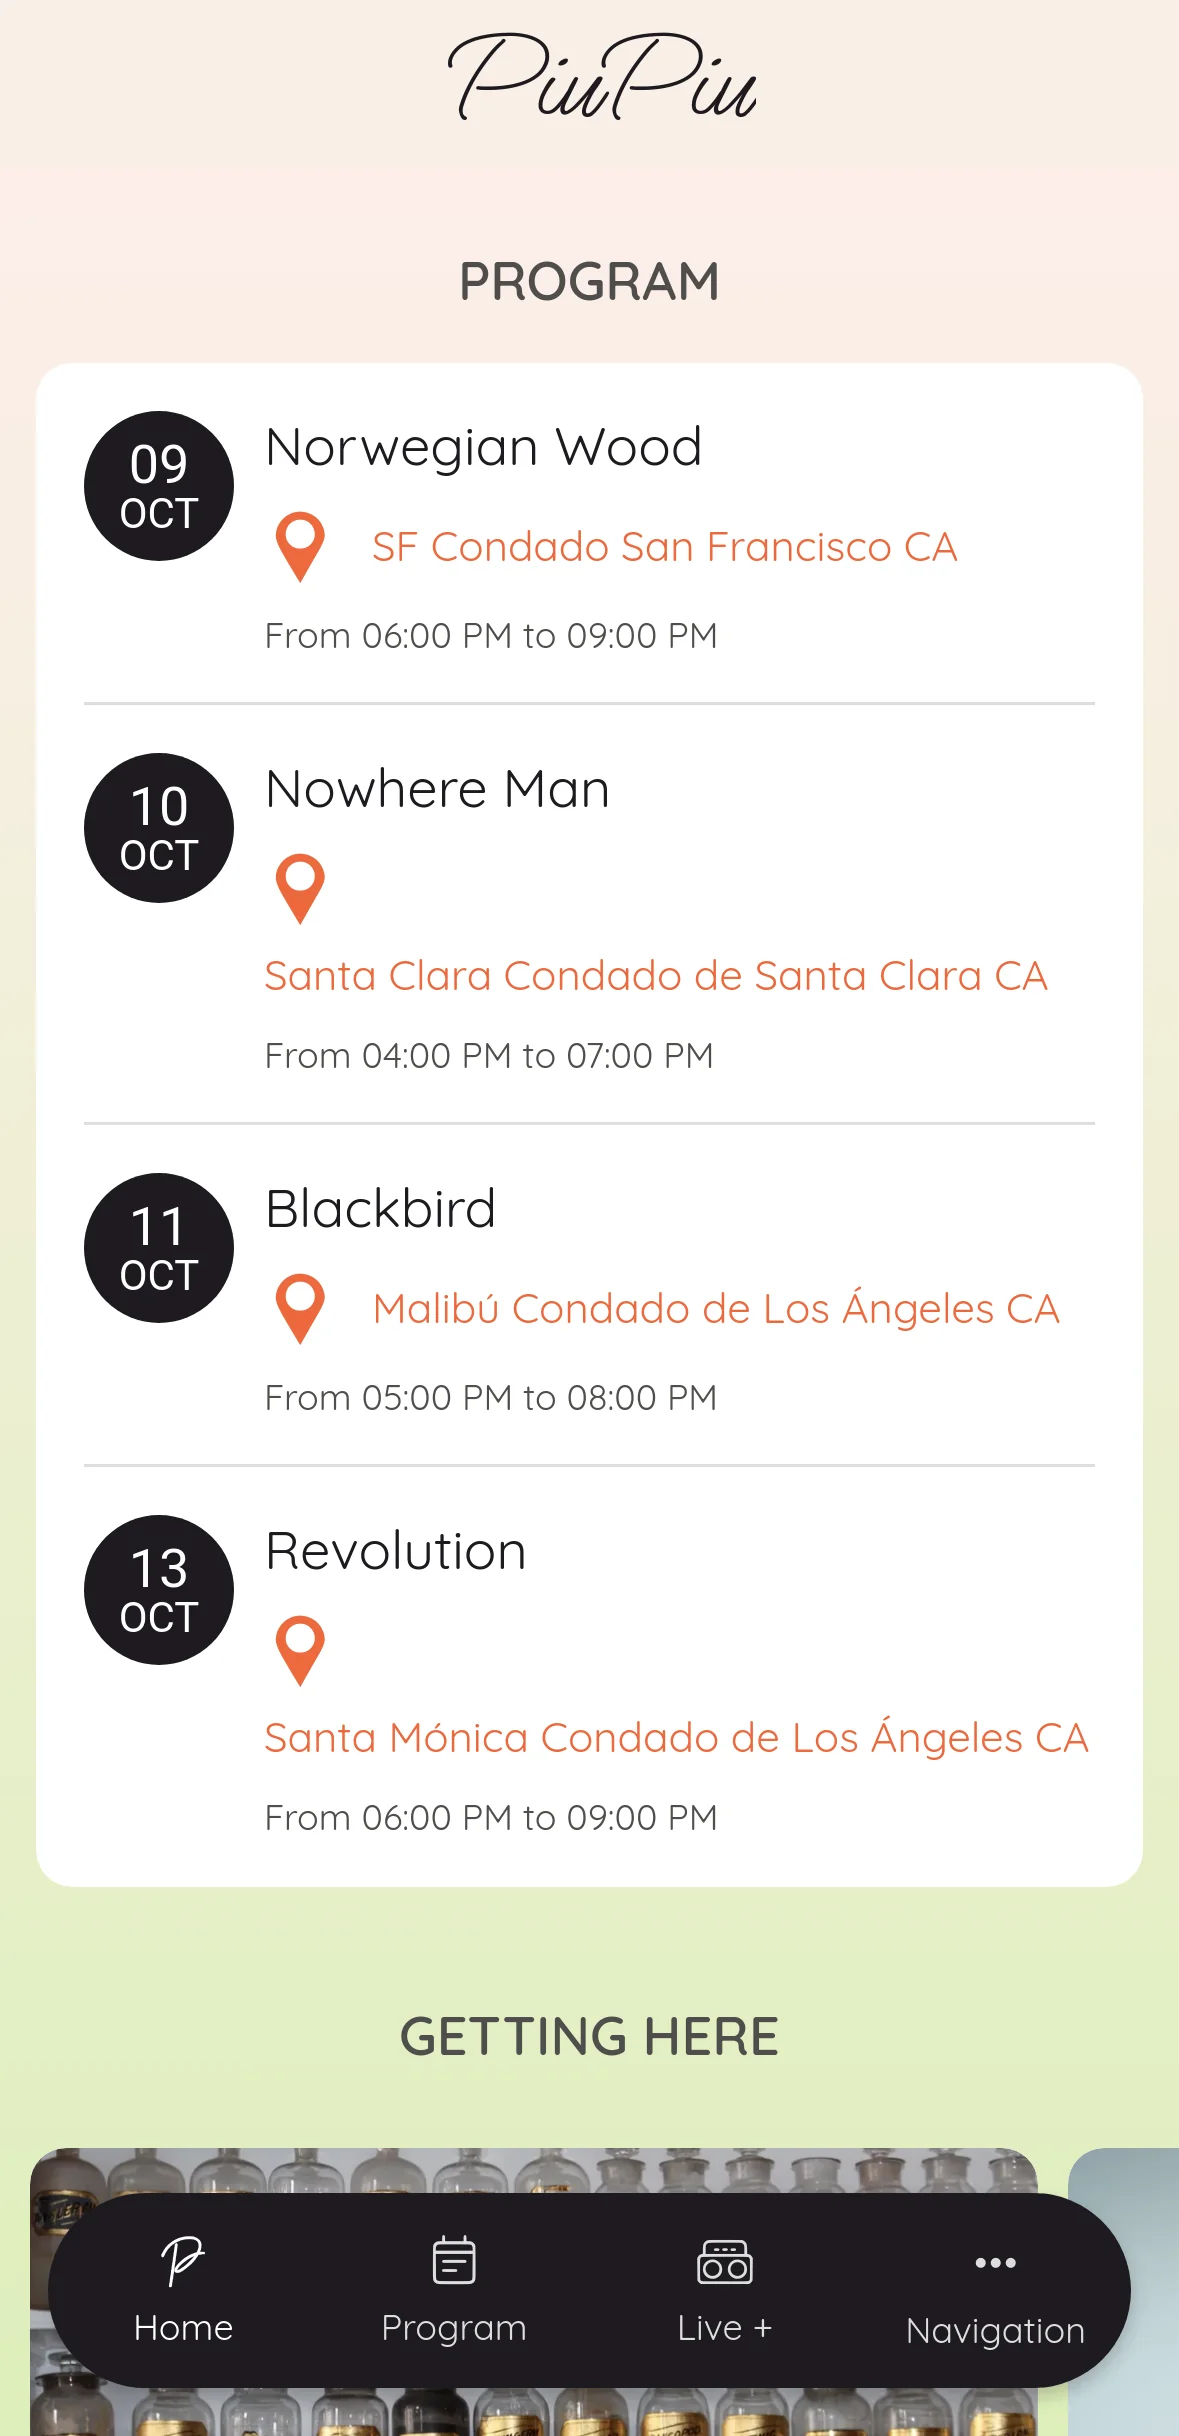 PiuPiu
PROGRAM
09
OCT
Norwegian Wood
SF Condado San Francisco CA
From 06:00 PM to 09:00 PM
10
OCT
Nowhere Man
Santa Clara Condado de Santa Clara CA
From 04:00 PM to 07:00 PM
11
OCT
Blackbird
Malibú Condado de Los Ángeles CA
From 05:00 PM to 08:00 PM
13
OCT
Revolution
Santa Mónica Condado de Los Ángeles CA
From 06:00 PM to 09:00 PM
GETTING HERE
Home
Program
Live +
Navigation